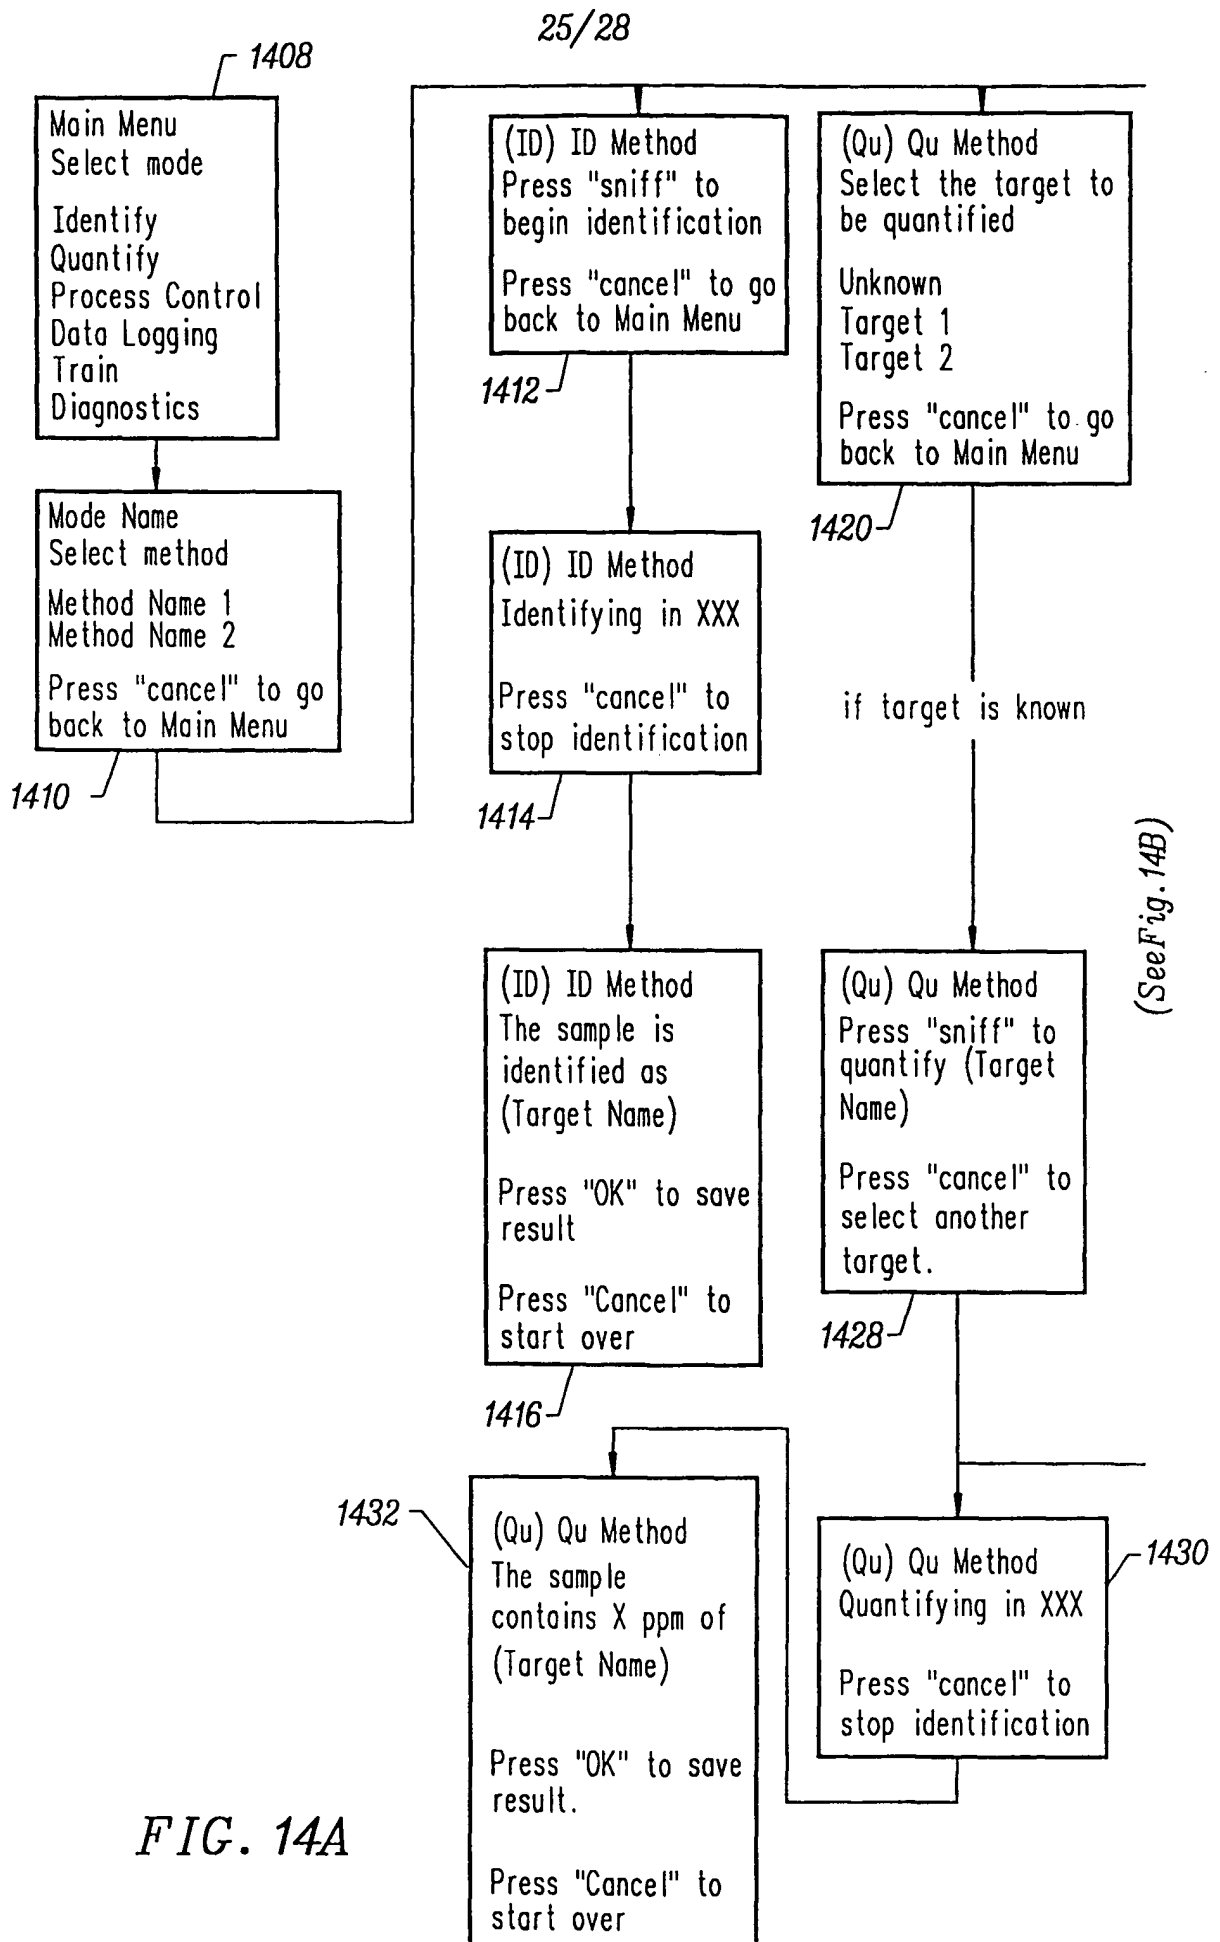 25/28
1408
Main Menu
Select mode
Identify
Quantify
Process Control
Data Logging
Train
Diagnostics
Mode Name
Select method
Method Name 1
Method Name 2
Press "cancel" to go
back to Main Menu
1410
(ID) ID Method
Press "sniff" to
begin identification
Press "cancel" to go
back to Main Menu
1412
(ID) ID Method
Identifying in XXX
Press "cancel" to
stop identification
1414
(ID) ID Method
The sample is
identified as
(Target Name)
Press "OK" to save
result
Press "Cancel" to
start over
1416
(Qu) Qu Method
Select the target to
be quantified
Unknown
Target 1
Target 2
Press "cancel" to go
back to Main Menu
1420
if target is known
(Qu) Qu Method
Press "sniff" to
quantify (Target
Name)
Press "cancel" to
select another
target.
1428
(Qu) Qu Method
Quantifying in XXX
Press "cancel" to
stop identification
1430
1432
(Qu) Qu Method
The sample
contains X ppm of
(Target Name)
Press "OK" to save
result.
Press "Cancel" to
start over
(See Fig. 14B)
FIG. 14A